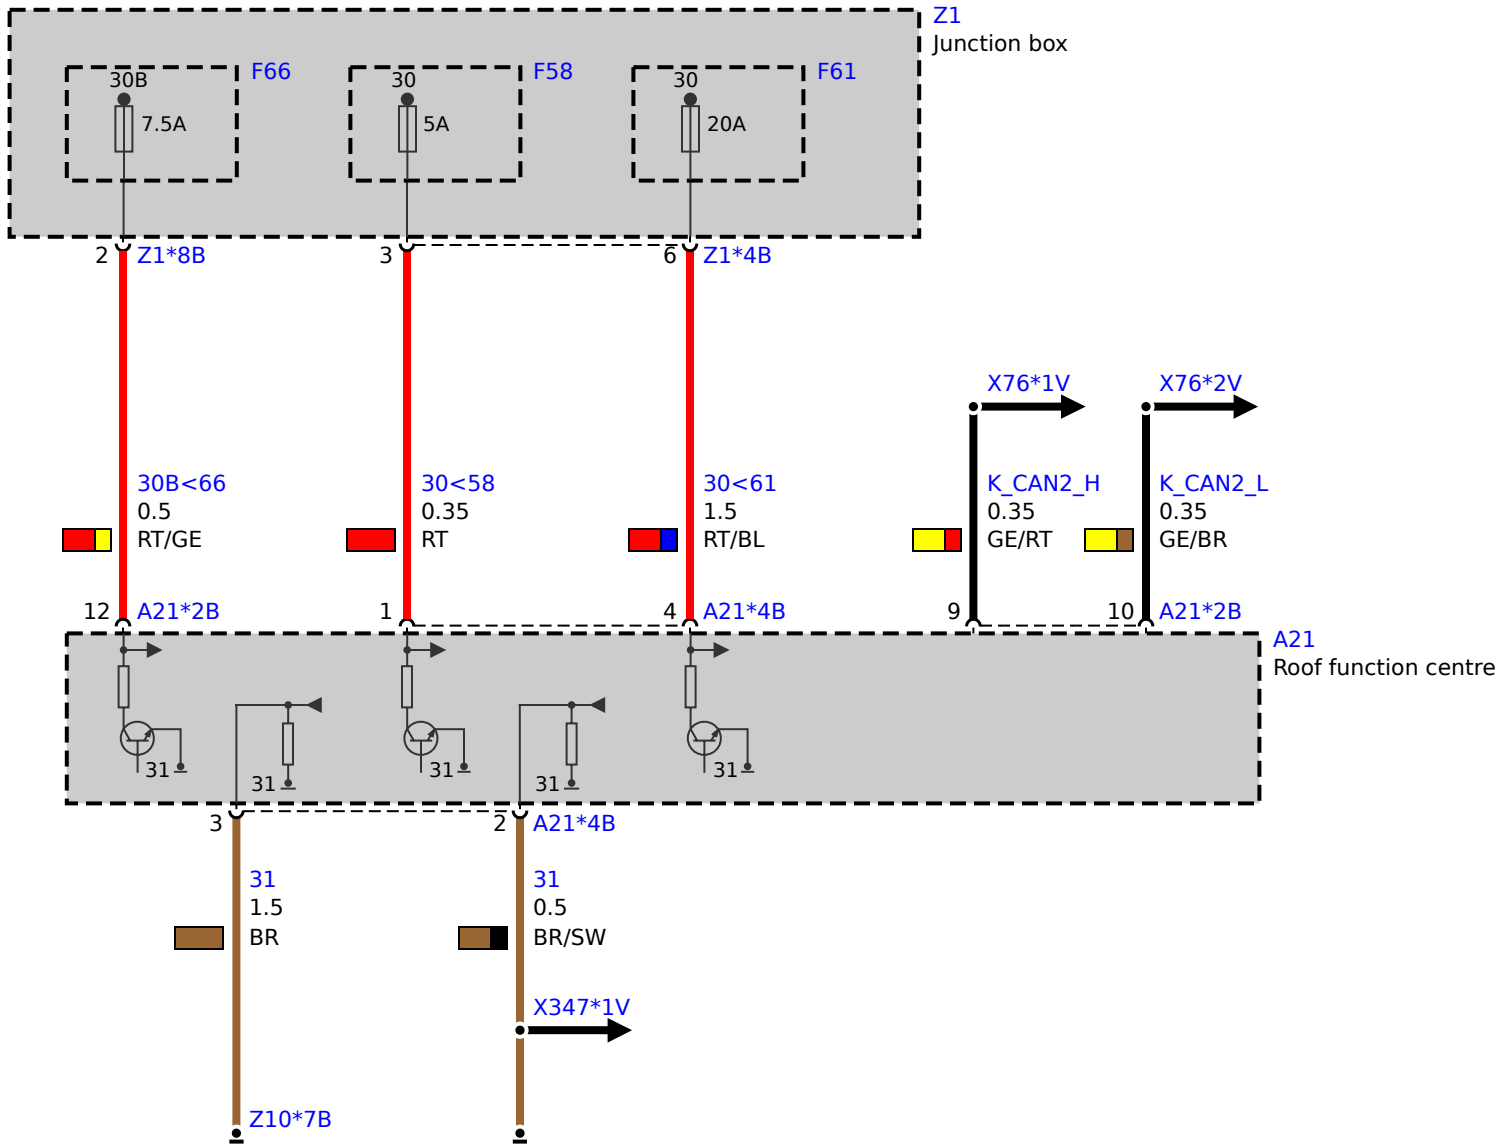 Z1
Junction box
F66
F58
F61
30B
30
30
7.5A
5A
20A
2
Z1*8B
3
6
Z1*4B
X76*1V
X76*2V
30B<66
0.5
RT/GE
30<58
0.35
RT
30<61
1.5
RT/BL
K_CAN2_H
0.35
GE/RT
K_CAN2_L
0.35
GE/BR
12
A21*2B
1
4
A21*4B
9
10
A21*2B
A21
Roof function centre
31
31
31
31
31
3
2
A21*4B
31
1.5
BR
31
0.5
BR/SW
X347*1V
Z10*7B